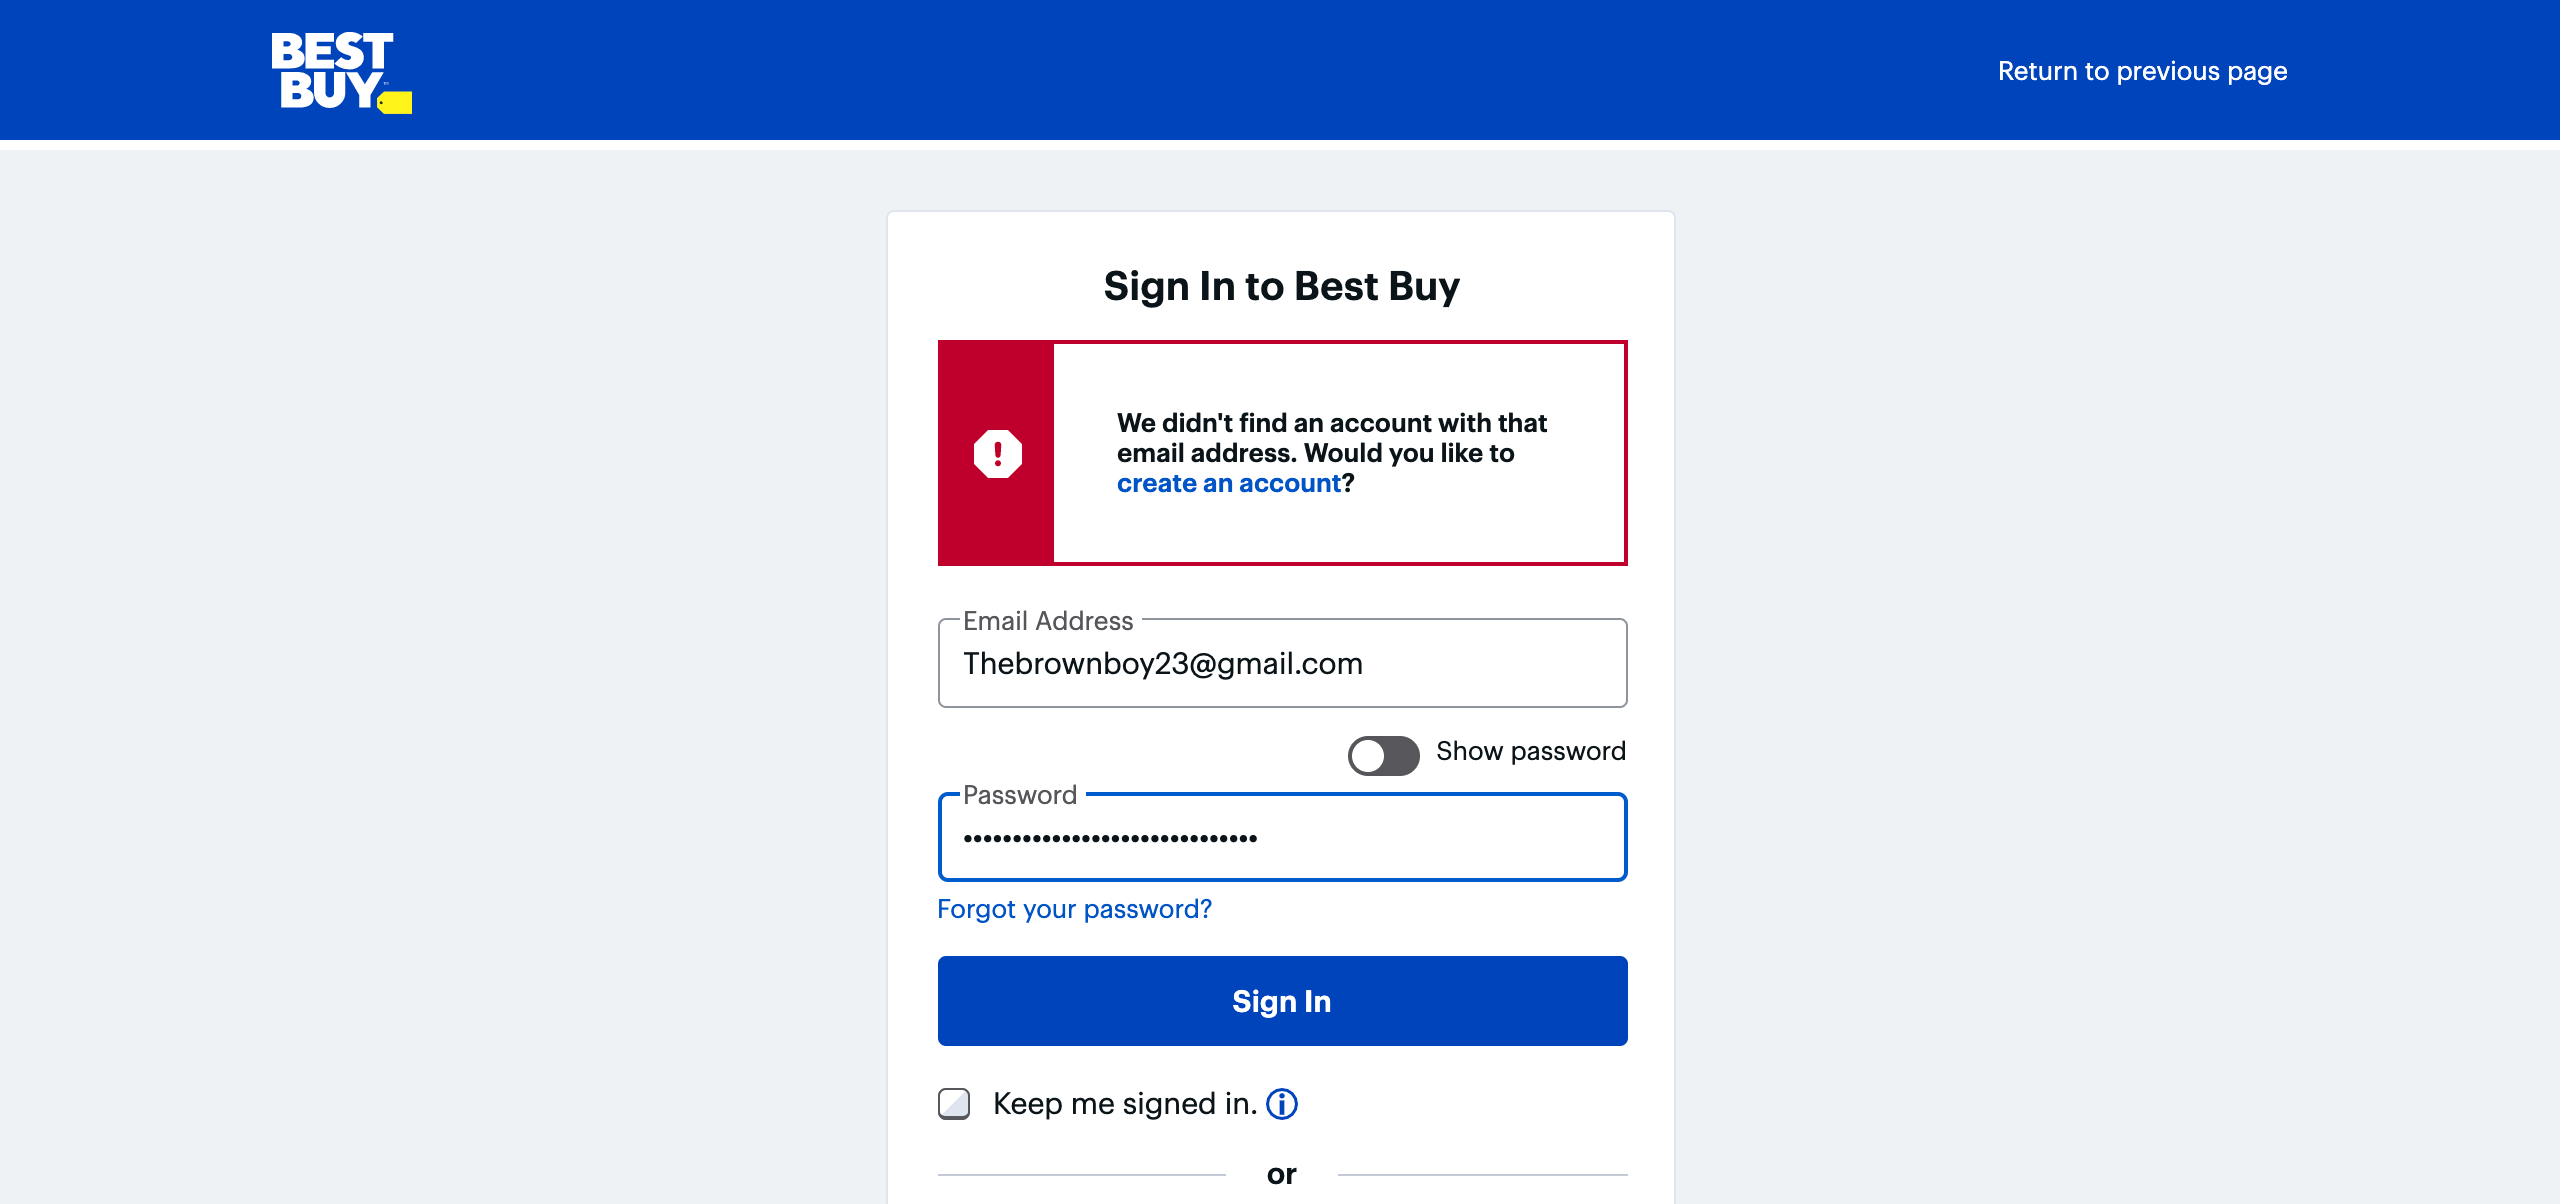 BEST
BUY
Return to previous page
Sign In to Best Buy
We didn't find an account with that
email address. Would you like to
create an account?
Email Address
Thebrownboy23@gmail.com
Show password
Password
••••••••••••••••••••••••••••••
Forgot your password?
Sign In
Keep me signed in.
or